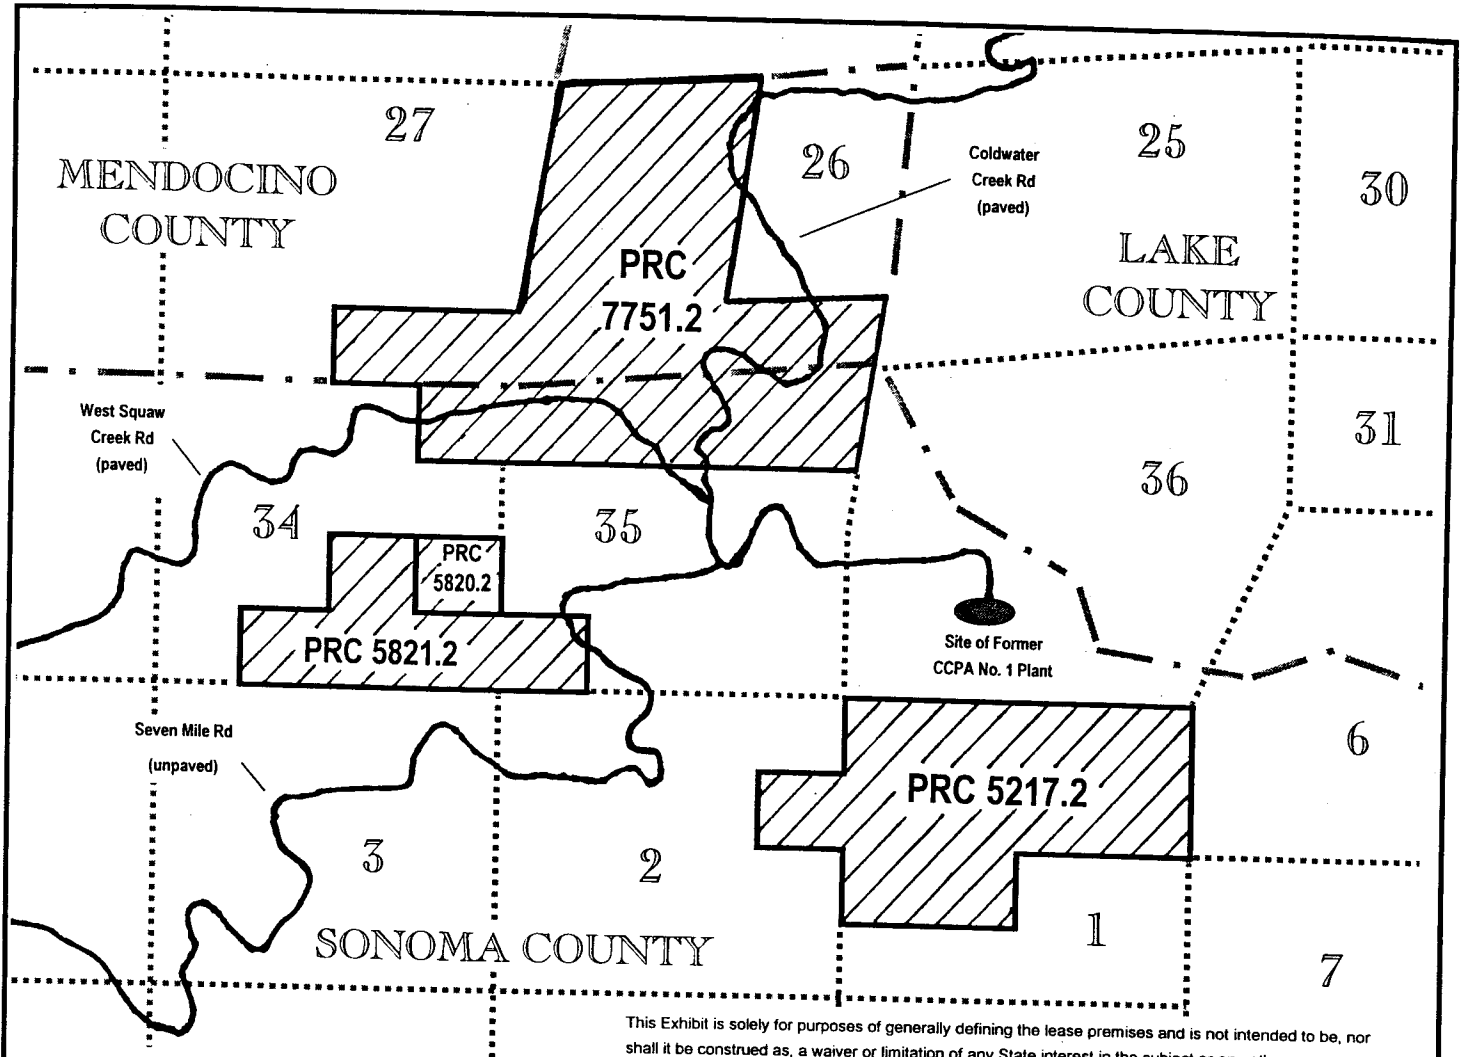 27
MENDOCINO
COUNTY
26
25
30
Coldwater
Creek Rd
(paved)
LAKE
COUNTY
PRC
7751.2
West Squaw
Creek Rd
(paved)
31
36
34
35
PRC
5820.2
PRC 5821.2
Site of Former
CCPA No. 1 Plant
Seven Mile Rd
(unpaved)
6
PRC 5217.2
3
2
1
SONOMA COUNTY
7
This Exhibit is solely for purposes of generally defining the lease premises and is not intended to be, nor
shall it be construed as, a waiver or limitation of any State interest in the subject or any